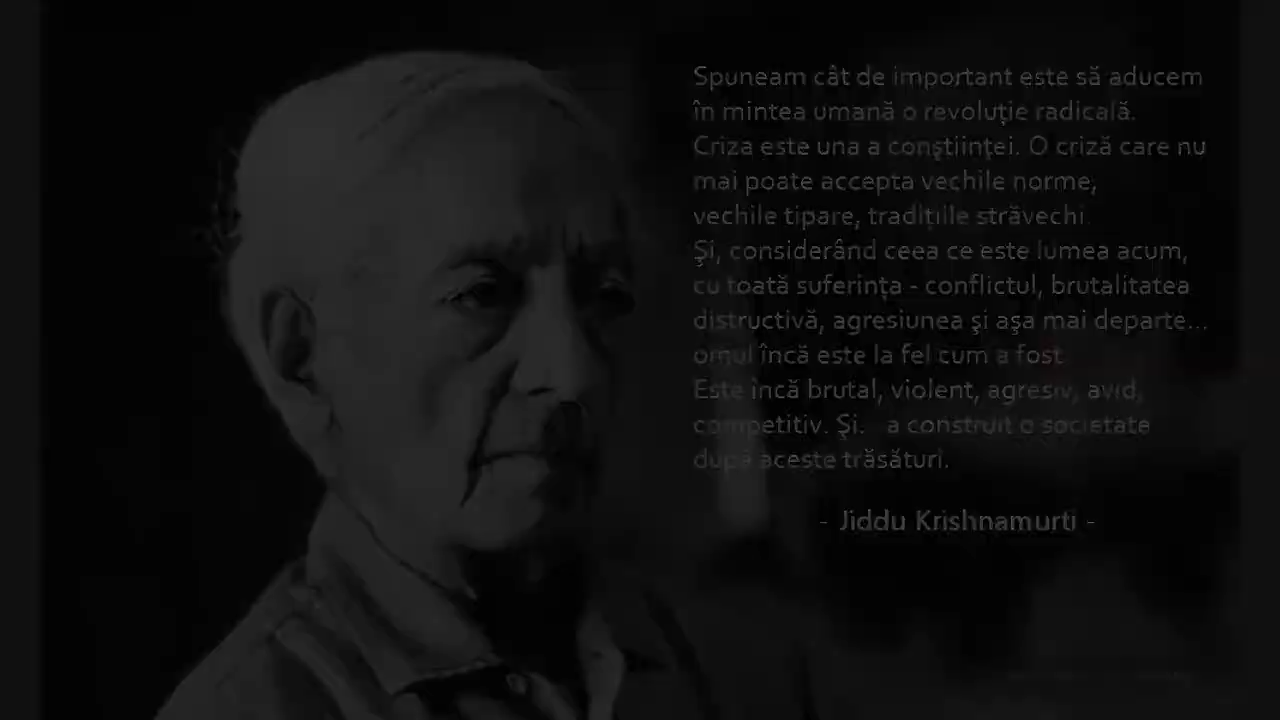 Spuneam cât de important este să aducem
în mintea umană o revoluţie radicală.
Criza este una a conştiinţei. O criză care nu
mai poate accepta vechile norme,
vechile tipare, tradiţiile străvechi.
Şi, considerând ceea ce este lumea acum,
cu toată suferinţa - conflictul, brutalitatea
distructivă, agresiunea şi aşa mai departe...
omul încă este la fel cum a fost.
Este încă brutal, violent, agresiv, avid,
competitiv. Şi... a construit o societate
după aceste trăsături.
- Jiddu Krishnamurti -